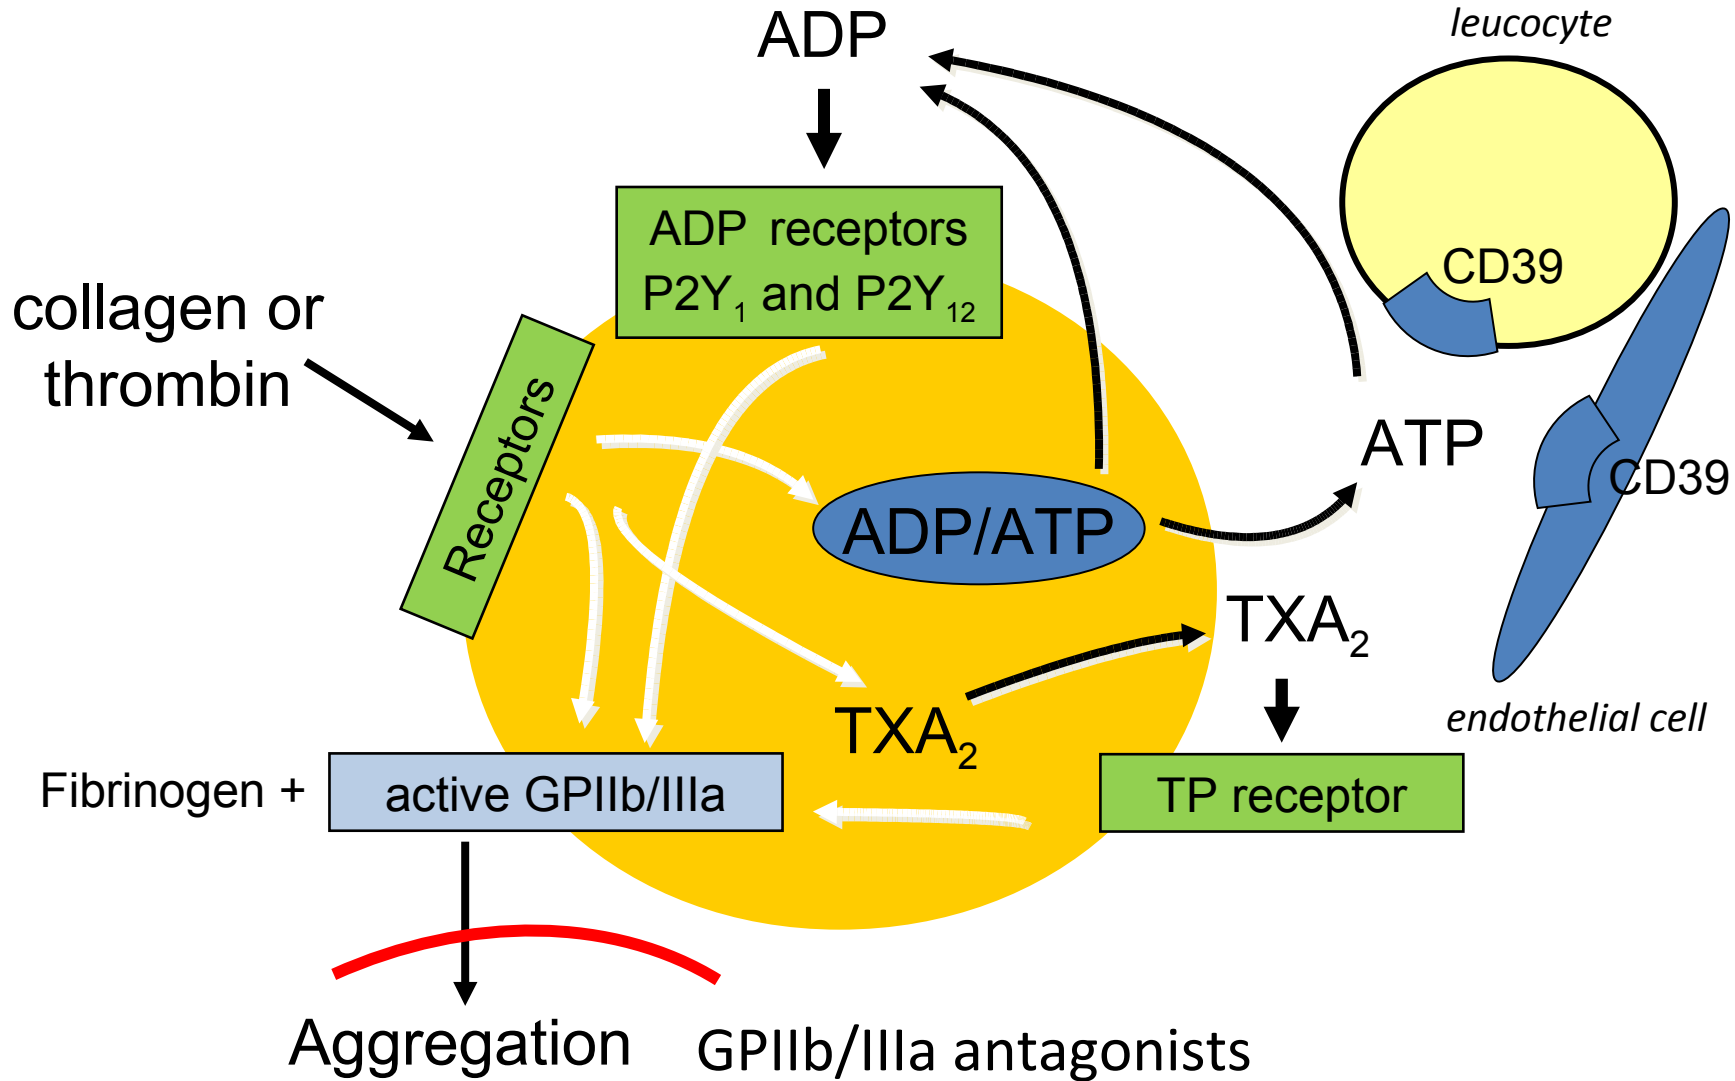 ADP
leucocyte
ADP receptors
P2Y₁ and P2Y₁₂
CD39
collagen or
thrombin
Receptors
ATP
CD39
ADP/ATP
TXA₂
TXA₂
endothelial cell
Fibrinogen +
active GPIIb/IIIa
TP receptor
Aggregation
GPIIb/IIIa antagonists